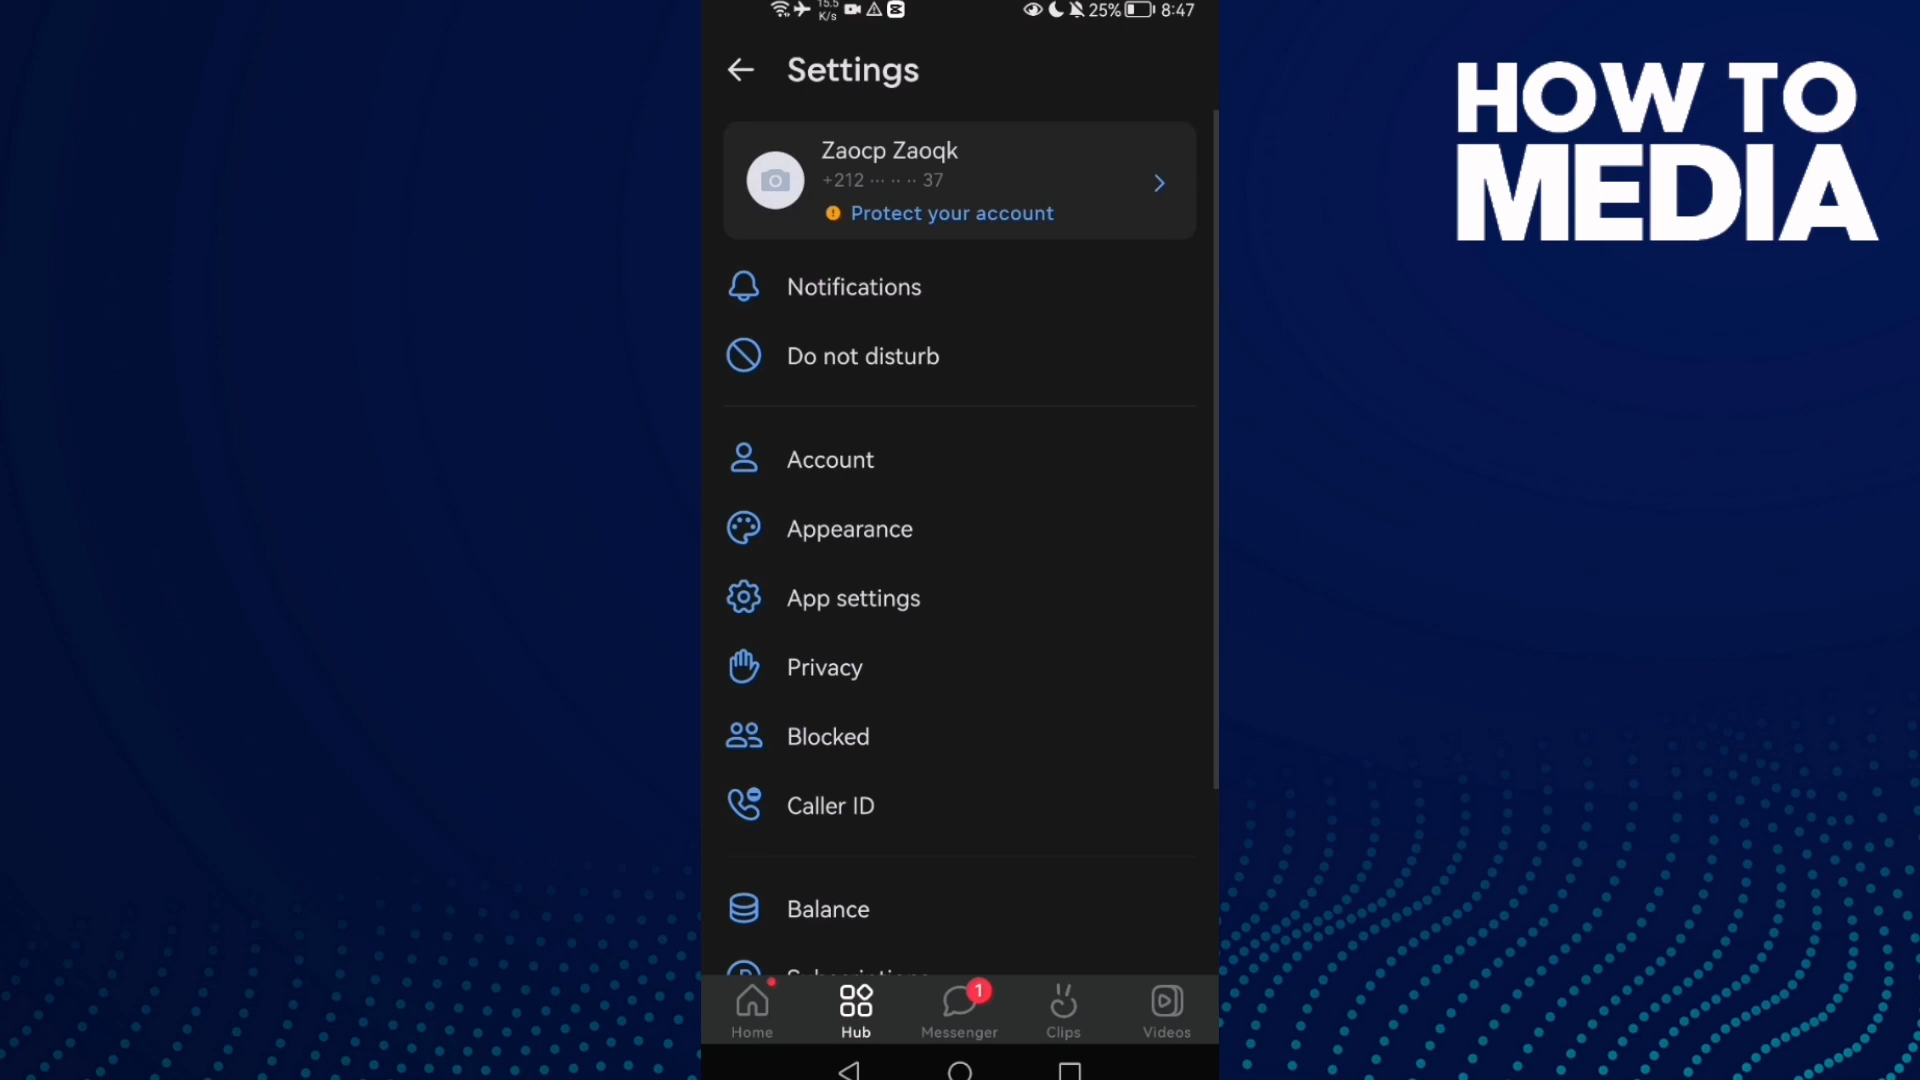 15.5
K/s
25%
8:47
Settings
HOW TO
MEDIA
Zaocp Zaoqk
+212 ··· ·· ·· 37
Protect your account
Notifications
Do not disturb
Account
Appearance
App settings
Privacy
Blocked
Caller ID
Balance
1
Home
Hub
Messenger
Clips
Videos